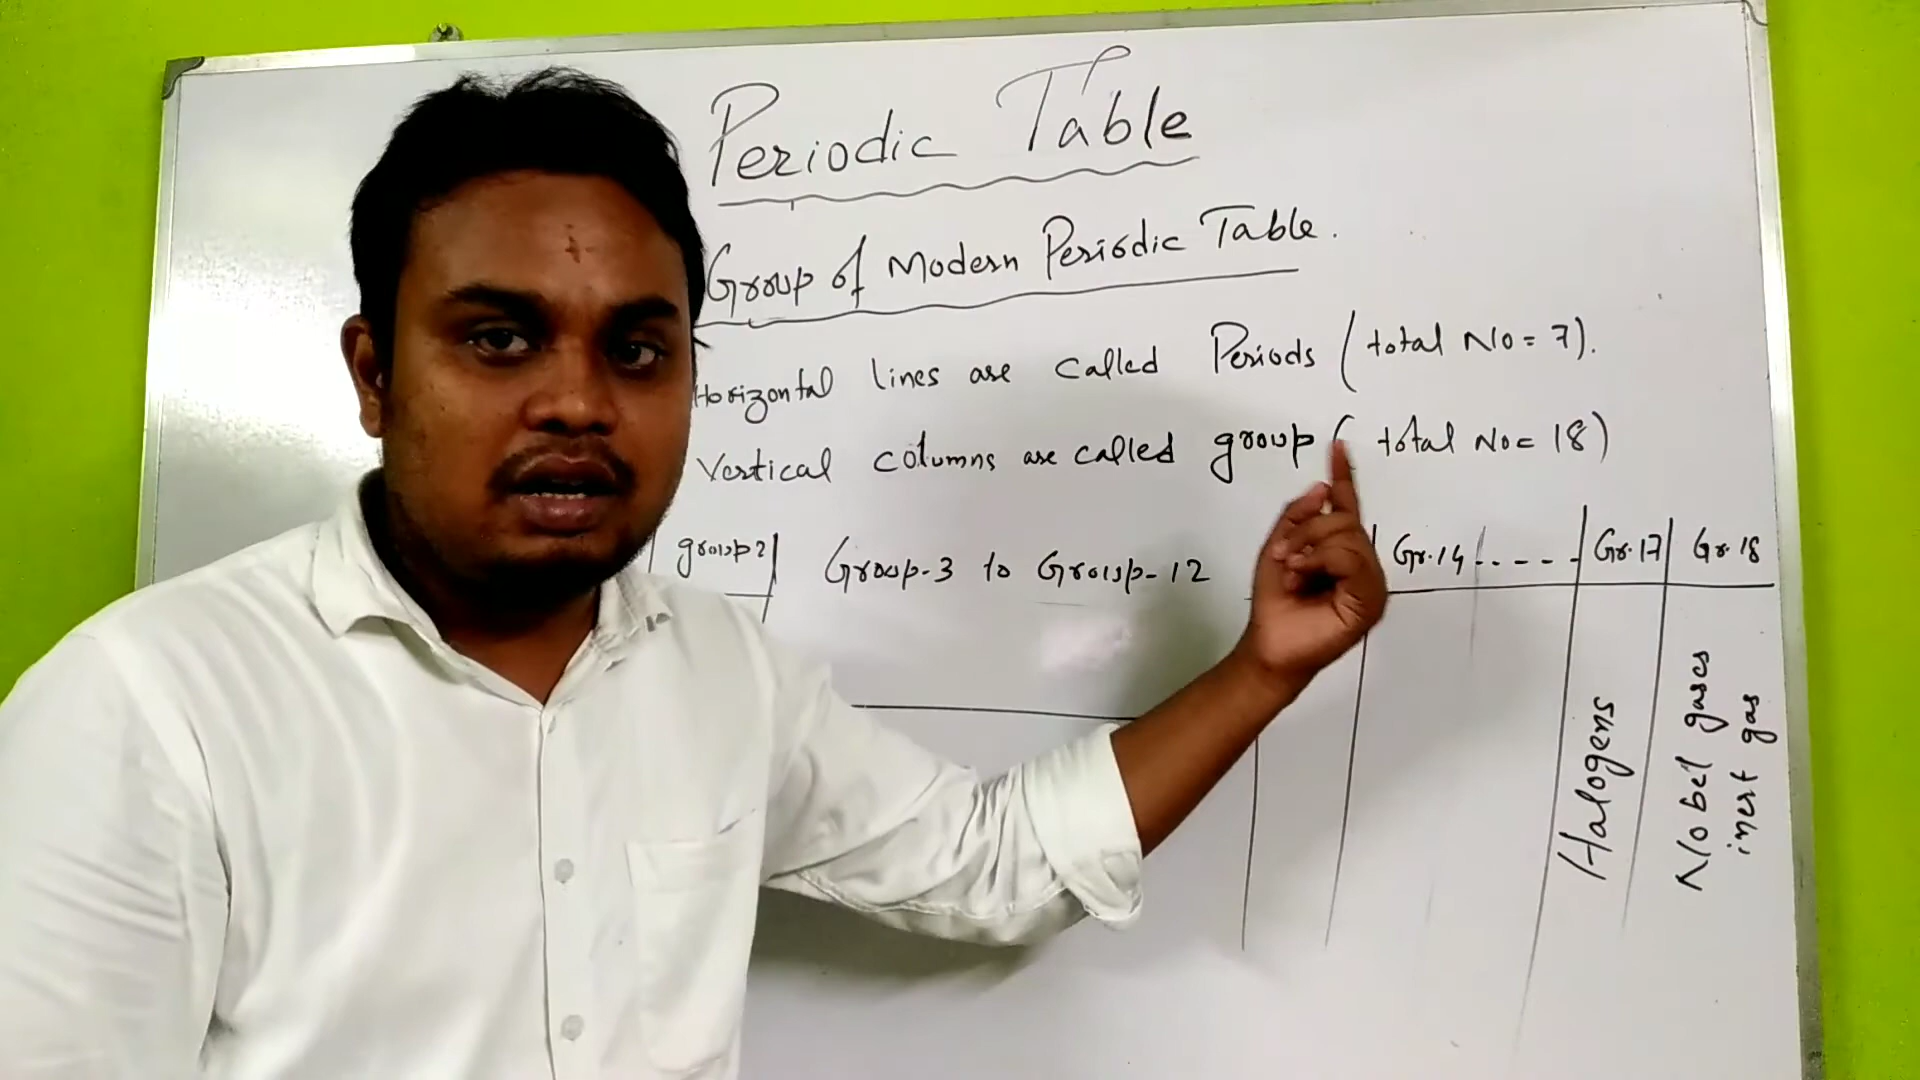 Periodic Table
Group of Modern Periodic Table.
Horizontal lines are called Periods (total No = 7).
Vertical columns are called group (total No = 18)
group 2 Group-3 to Group-12 Gr.14 ---- Gr.17 Gr.18
Halogens
Nobel gases
inert gas